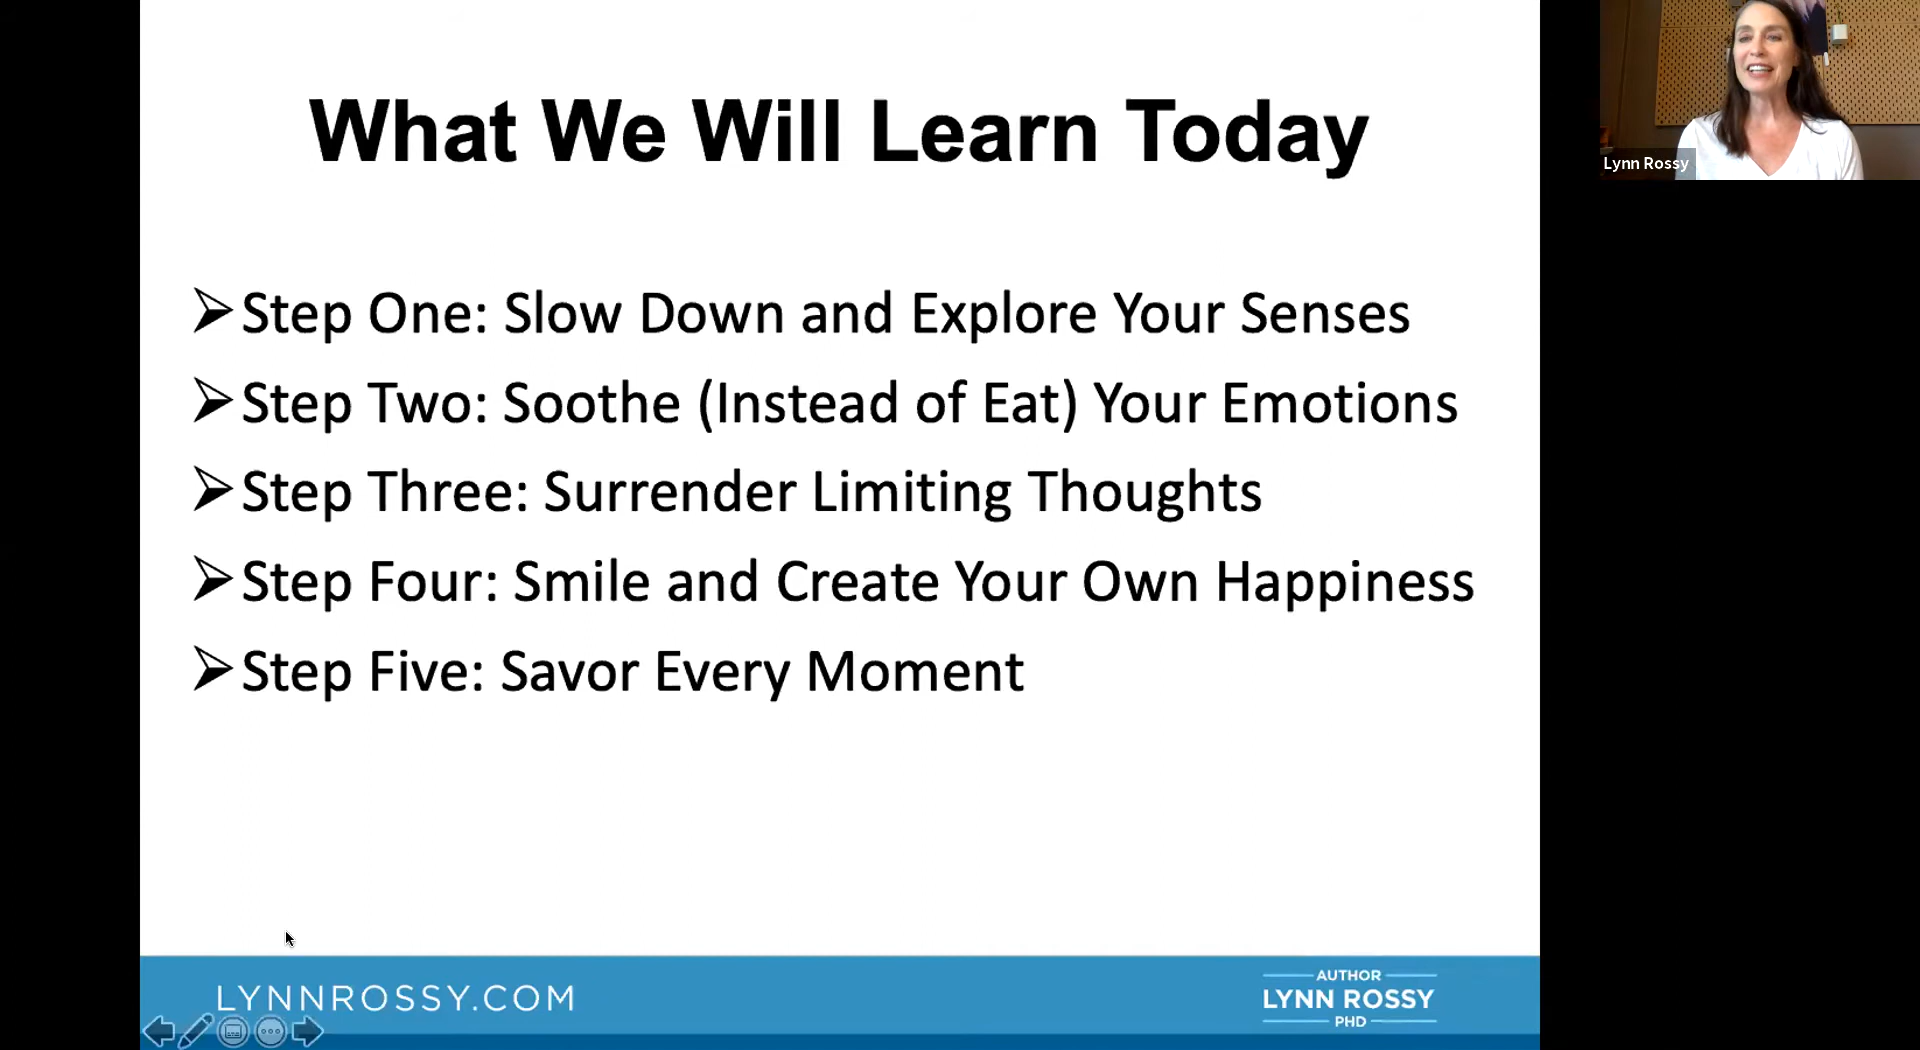 What We Will Learn Today
Step One: Slow Down and Explore Your Senses
Step Two: Soothe (Instead of Eat) Your Emotions
Step Three: Surrender Limiting Thoughts
Step Four: Smile and Create Your Own Happiness
Step Five: Savor Every Moment
LYNNROSSY.COM
AUTHOR
LYNN ROSSY
PHD
Lynn Rossy